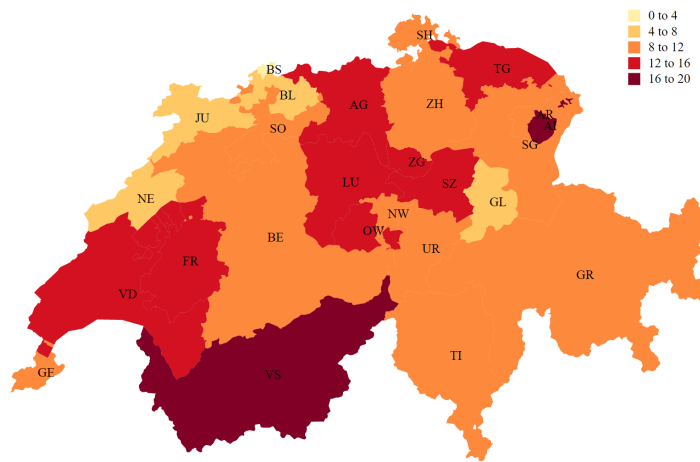 0 to 4
4 to 8
8 to 12
12 to 16
16 to 20
SH
BS
TG
BL
AG
ZH
AR
JU
SO
AI
SG
ZG
LU
SZ
NE
GL
NW
OW
BE
UR
FR
GR
VD
TI
GE
VS